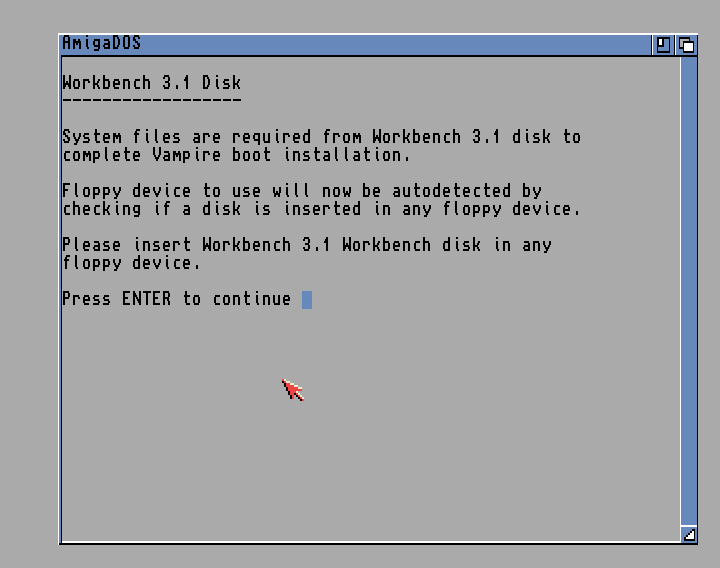 AmigaDOS
Workbench 3.1 Disk
------------------
System files are required from Workbench 3.1 disk to
complete Vampire boot installation.
Floppy device to use will now be autodetected by
checking if a disk is inserted in any floppy device.
Please insert Workbench 3.1 Workbench disk in any
floppy device.
Press ENTER to continue